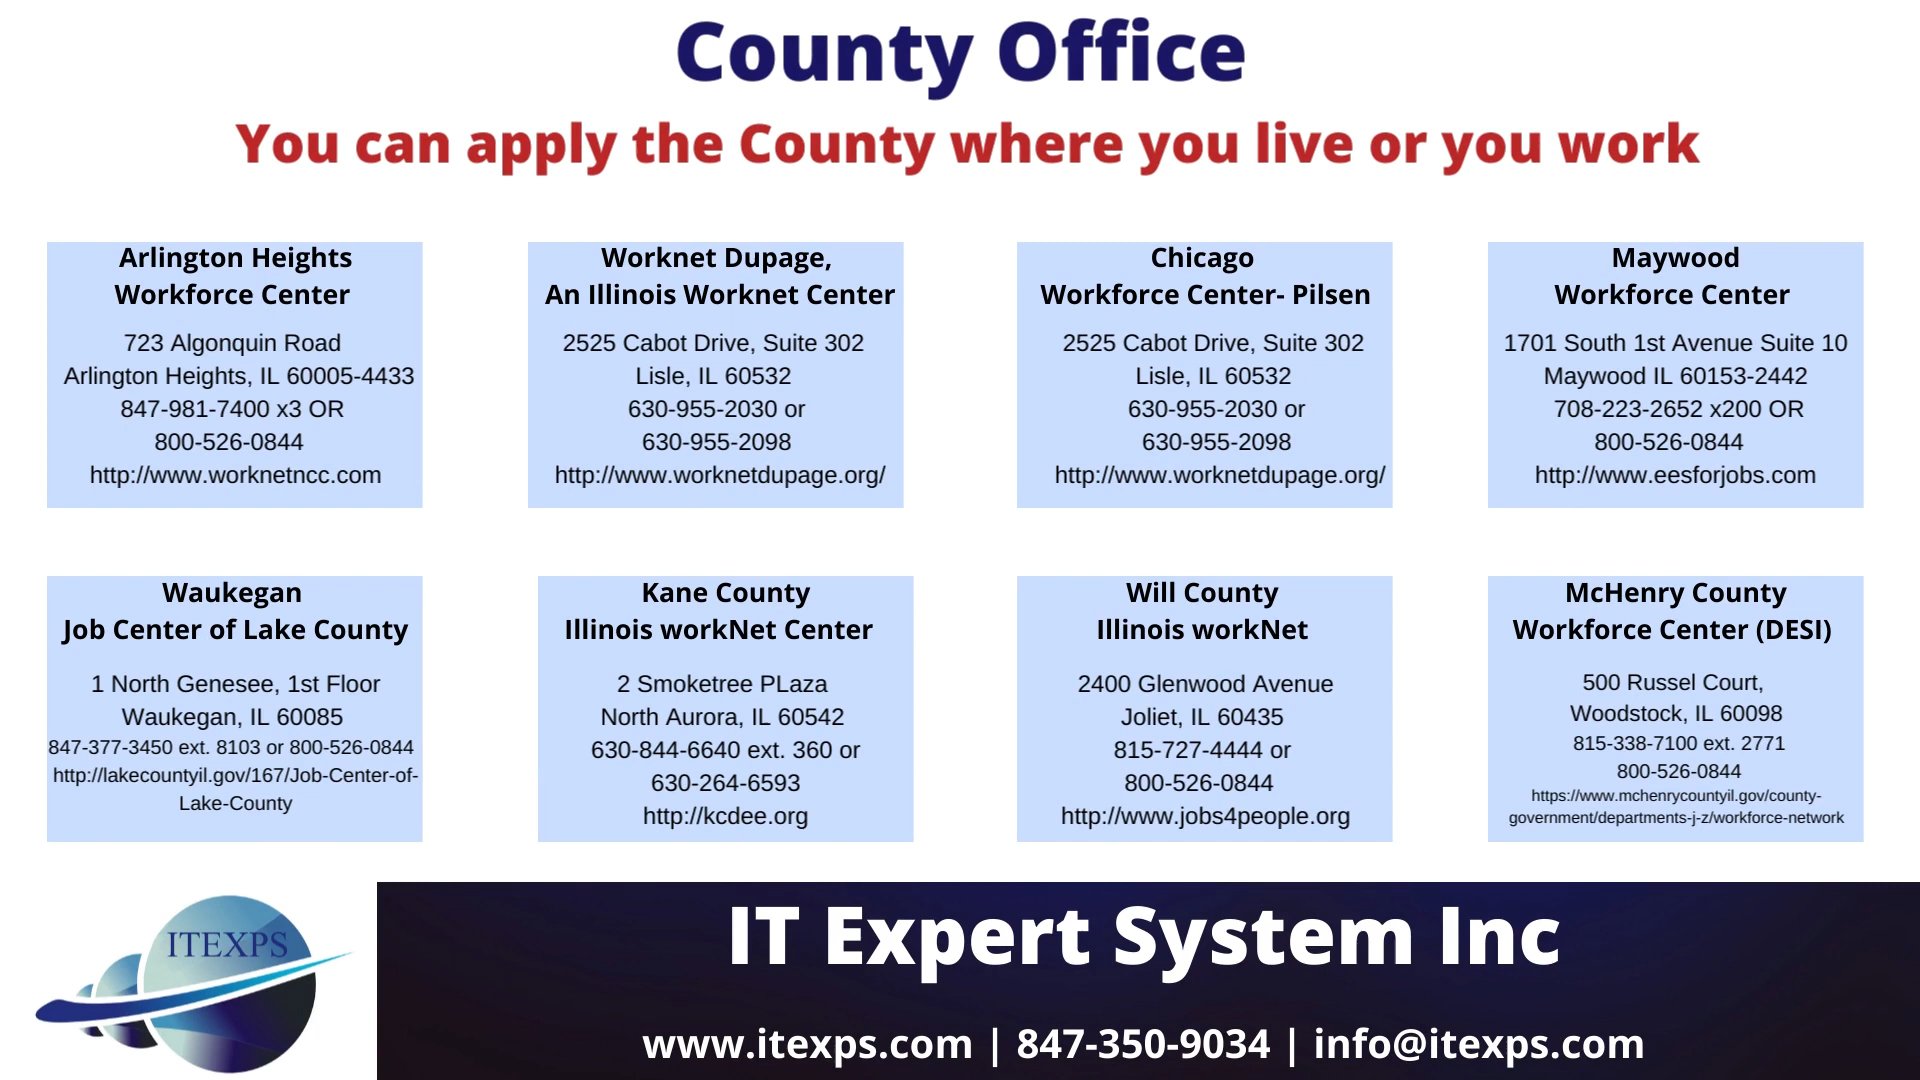 County Office
You can apply the County where you live or you work
Arlington Heights
Workforce Center
723 Algonquin Road
Arlington Heights, IL 60005-4433
847-981-7400 x3 OR
800-526-0844
http://www.worknetncc.com
Worknet Dupage,
An Illinois Worknet Center
2525 Cabot Drive, Suite 302
Lisle, IL 60532
630-955-2030 or
630-955-2098
http://www.worknetdupage.org/
Chicago
Workforce Center- Pilsen
2525 Cabot Drive, Suite 302
Lisle, IL 60532
630-955-2030 or
630-955-2098
http://www.worknetdupage.org/
Maywood
Workforce Center
1701 South 1st Avenue Suite 10
Maywood IL 60153-2442
708-223-2652 x200 OR
800-526-0844
http://www.eesforjobs.com
Waukegan
Job Center of Lake County
1 North Genesee, 1st Floor
Waukegan, IL 60085
847-377-3450 ext. 8103 or 800-526-0844
http://lakecountyil.gov/167/Job-Center-of-
Lake-County
Kane County
Illinois workNet Center
2 Smoketree PLaza
North Aurora, IL 60542
630-844-6640 ext. 360 or
630-264-6593
http://kcdee.org
Will County
Illinois workNet
2400 Glenwood Avenue
Joliet, IL 60435
815-727-4444 or
800-526-0844
http://www.jobs4people.org
McHenry County
Workforce Center (DESI)
500 Russel Court,
Woodstock, IL 60098
815-338-7100 ext. 2771
800-526-0844
https://www.mchenrycountyil.gov/county-
government/departments-j-z/workforce-network
ITEXPS
IT Expert System Inc
www.itexps.com | 847-350-9034 | info@itexps.com